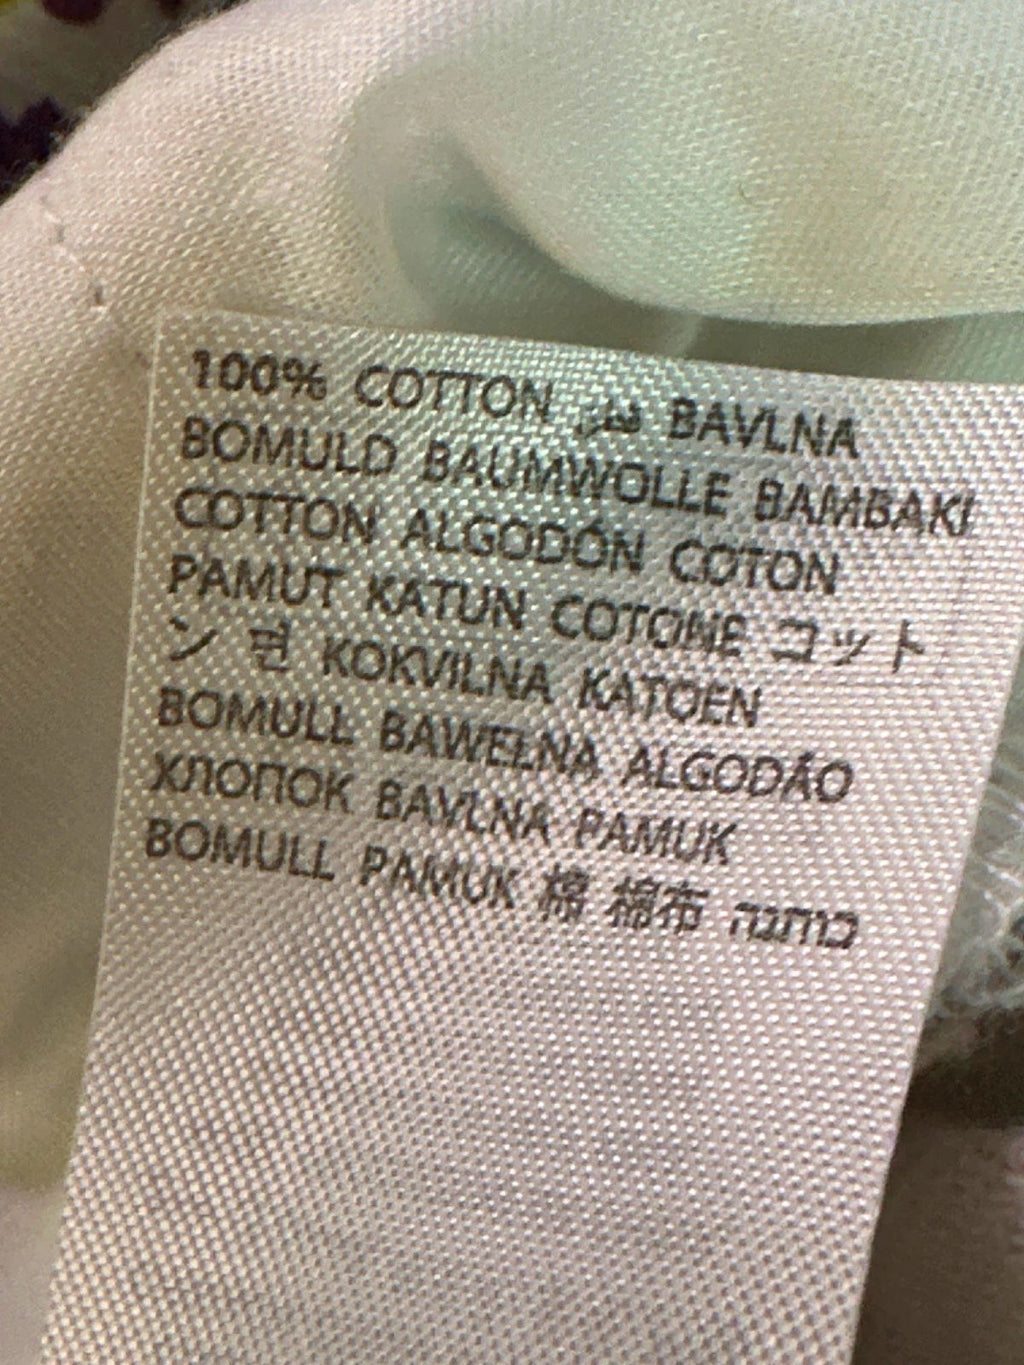 100% COTTON قطن BAVLNA
BOMULD BAUMWOLLE BAMBAKI
COTTON ALGODÓN COTON
PAMUT KATUN COTONE コット
ン 면 KOKVILNA KATOEN
BOMULL BAWEŁNA ALGODÃO
ХЛОПОК BAVLNA PAMUK
BOMULL PAMUK 棉 棉布 כותנה